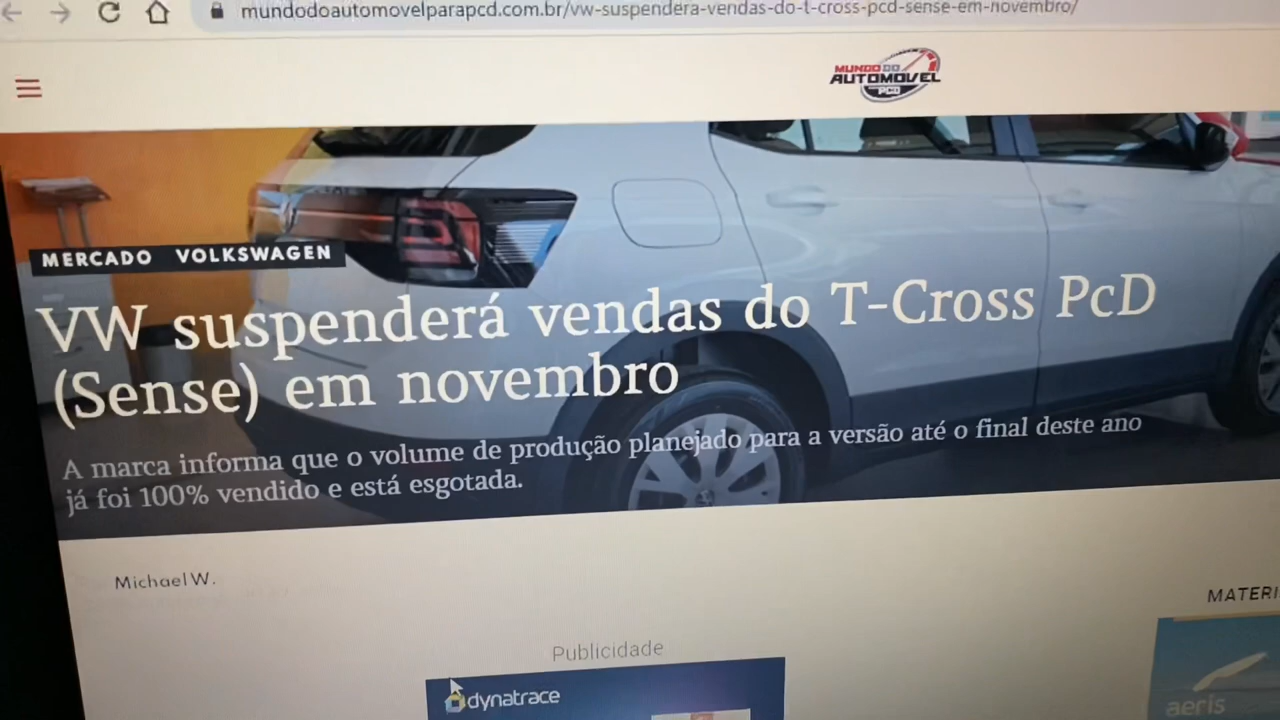 mundodoautomovelparapcd.com.br/vw-suspendera-vendas-do-t-cross-pcd-sense-em-novembro/
MUNDO DO
AUTOMOVEL
PCD
MERCADO VOLKSWAGEN
VW suspenderá vendas do T-Cross PcD
(Sense) em novembro
A marca informa que o volume de produção planejado para a versão até o final deste ano
já foi 100% vendido e está esgotada.
Michael W.
MATERI
Publicidade
dynatrace
aeris